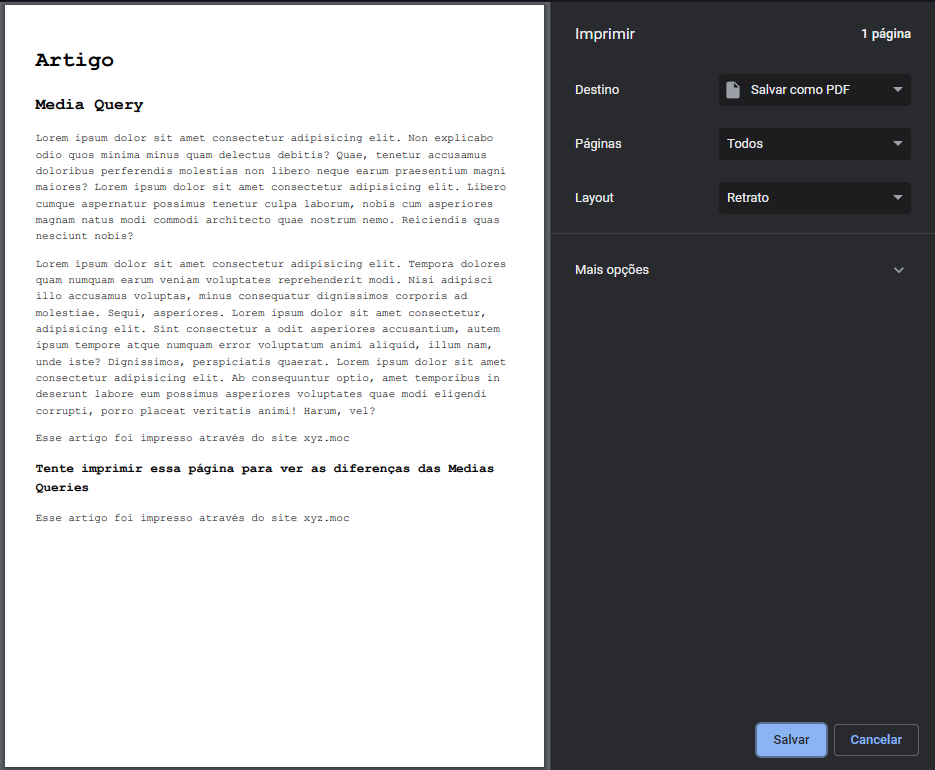 Artigo
Media Query
Lorem ipsum dolor sit amet consectetur adipisicing elit. Non explicabo
odio quos minima minus quam delectus debitis? Quae, tenetur accusamus
doloribus perferendis molestias non libero neque earum praesentium magni
maiores? Lorem ipsum dolor sit amet consectetur adipisicing elit. Libero
cumque aspernatur possimus tenetur culpa laborum, nobis cum asperiores
magnam natus modi commodi architecto quae nostrum nemo. Reiciendis quas
nesciunt nobis?
Lorem ipsum dolor sit amet consectetur adipisicing elit. Tempora dolores
quam numquam earum veniam voluptates reprehenderit modi. Nisi adipisci
illo accusamus voluptas, minus consequatur dignissimos corporis ad
molestiae. Sequi, asperiores. Lorem ipsum dolor sit amet consectetur,
adipisicing elit. Sint consectetur a odit asperiores accusantium, autem
ipsum tempore atque numquam error voluptatum animi aliquid, illum nam,
unde iste? Dignissimos, perspiciatis quaerat. Lorem ipsum dolor sit amet
consectetur adipisicing elit. Ab consequuntur optio, amet temporibus in
deserunt labore eum possimus asperiores voluptates quae modi eligendi
corrupti, porro placeat veritatis animi! Harum, vel?
Esse artigo foi impresso através do site xyz.moc
Tente imprimir essa página para ver as diferenças das Medias
Queries
Esse artigo foi impresso através do site xyz.moc
Imprimir 1 página
Destino Salvar como PDF
Páginas Todos
Layout Retrato
Mais opções
Salvar Cancelar